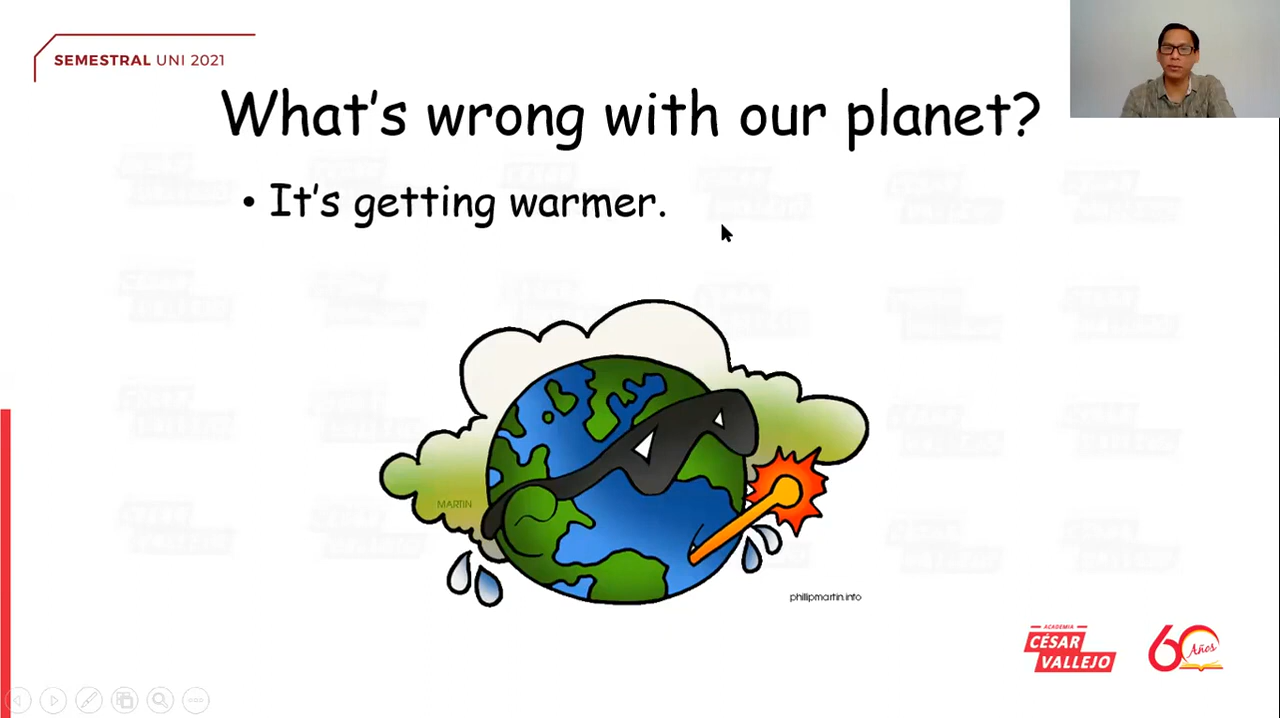 SEMESTRAL UNI 2021
What's wrong with our planet?
• It's getting warmer.
MARTIN
phillipmartin.info
ACADEMIA
CÉSAR
VALLEJO
60
Años